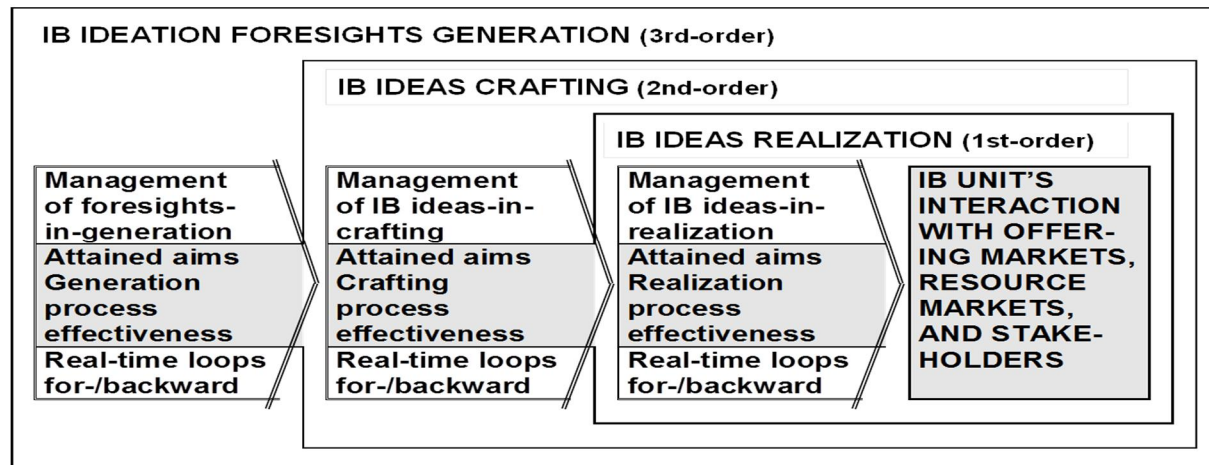 IB IDEATION FORESIGHTS GENERATION (3rd-order)
IB IDEAS CRAFTING (2nd-order)
IB IDEAS REALIZATION (1st-order)
Management
of foresights-
in-generation
Attained aims
Generation
process
effectiveness
Real-time loops
for-/backward
Management
of IB ideas-in-
crafting
Attained aims
Crafting
process
effectiveness
Real-time loops
for-/backward
Management
of IB ideas-in-
realization
Attained aims
Realization
process
effectiveness
Real-time loops
for-/backward
IB UNIT'S
INTERACTION
WITH OFFER-
ING MARKETS,
RESOURCE
MARKETS,
AND STAKE-
HOLDERS